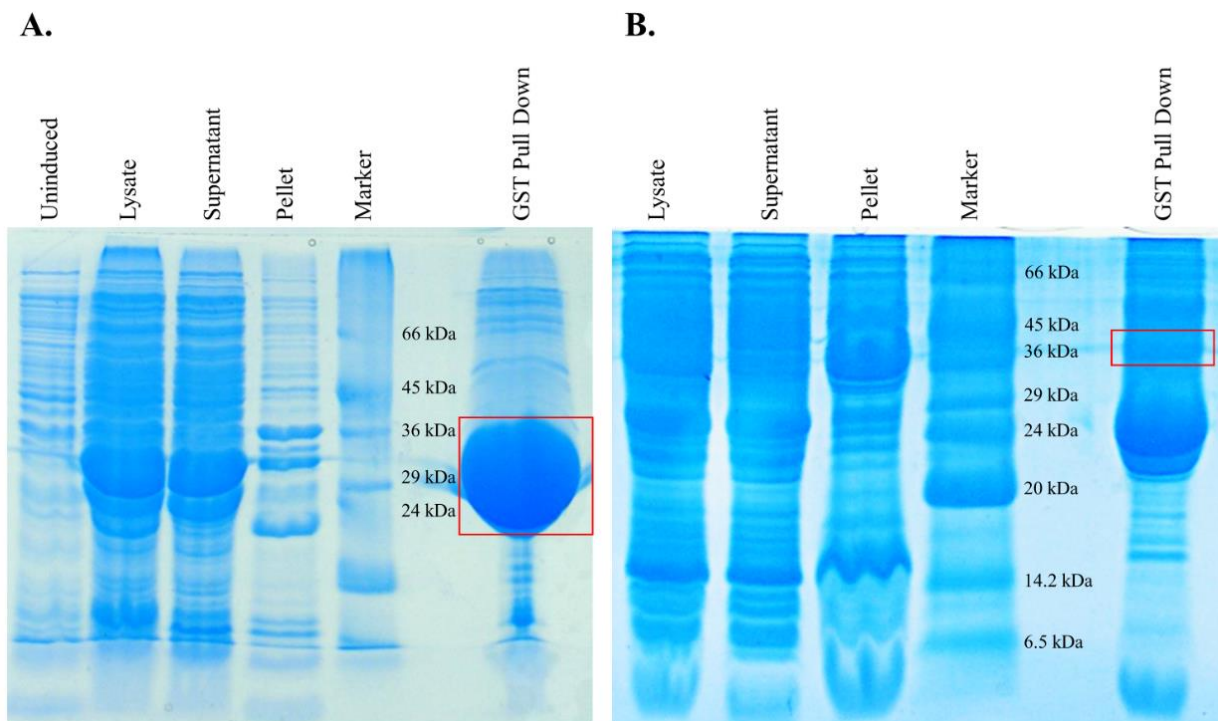 A.
Uninduced
Lysate
Supernatant
Pellet
Marker
GST Pull Down
66 kDa
45 kDa
36 kDa
29 kDa
24 kDa
B.
Lysate
Supernatant
Pellet
Marker
GST Pull Down
66 kDa
45 kDa
36 kDa
29 kDa
24 kDa
20 kDa
14.2 kDa
6.5 kDa